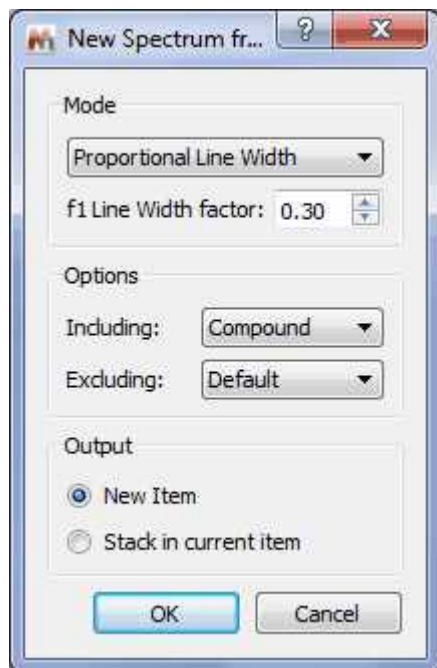 New Spectrum fr...
Mode
Proportional Line Width
f1 Line Width factor: 0.30
Options
Including: Compound
Excluding: Default
Output
New Item
Stack in current item
OK Cancel